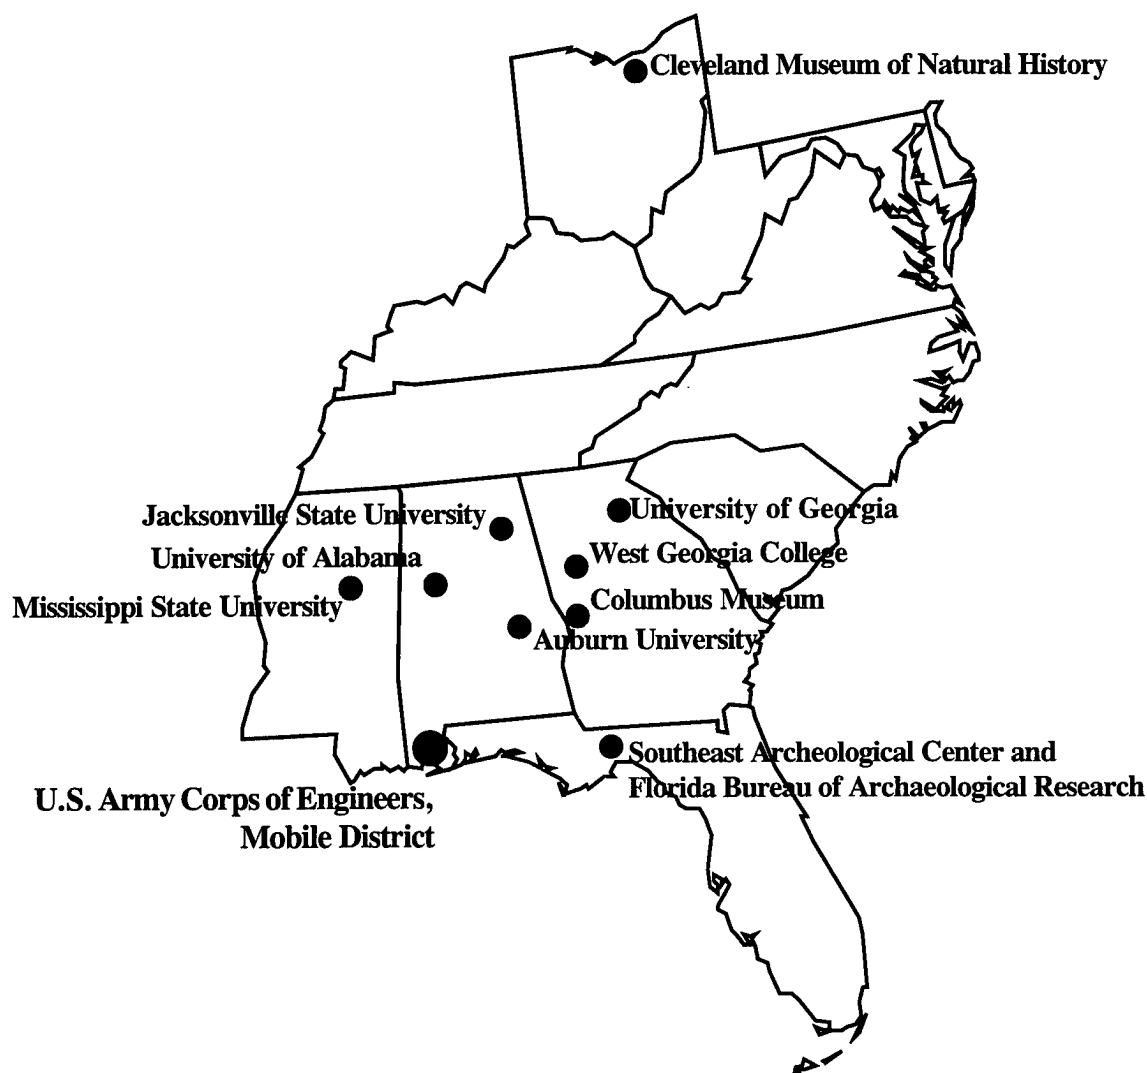 Cleveland Museum of Natural History
Jacksonville State University
University of Georgia
University of Alabama
West Georgia College
Mississippi State University
Columbus Museum
Auburn University
Southeast Archeological Center and
Florida Bureau of Archaeological Research
U.S. Army Corps of Engineers,
Mobile District